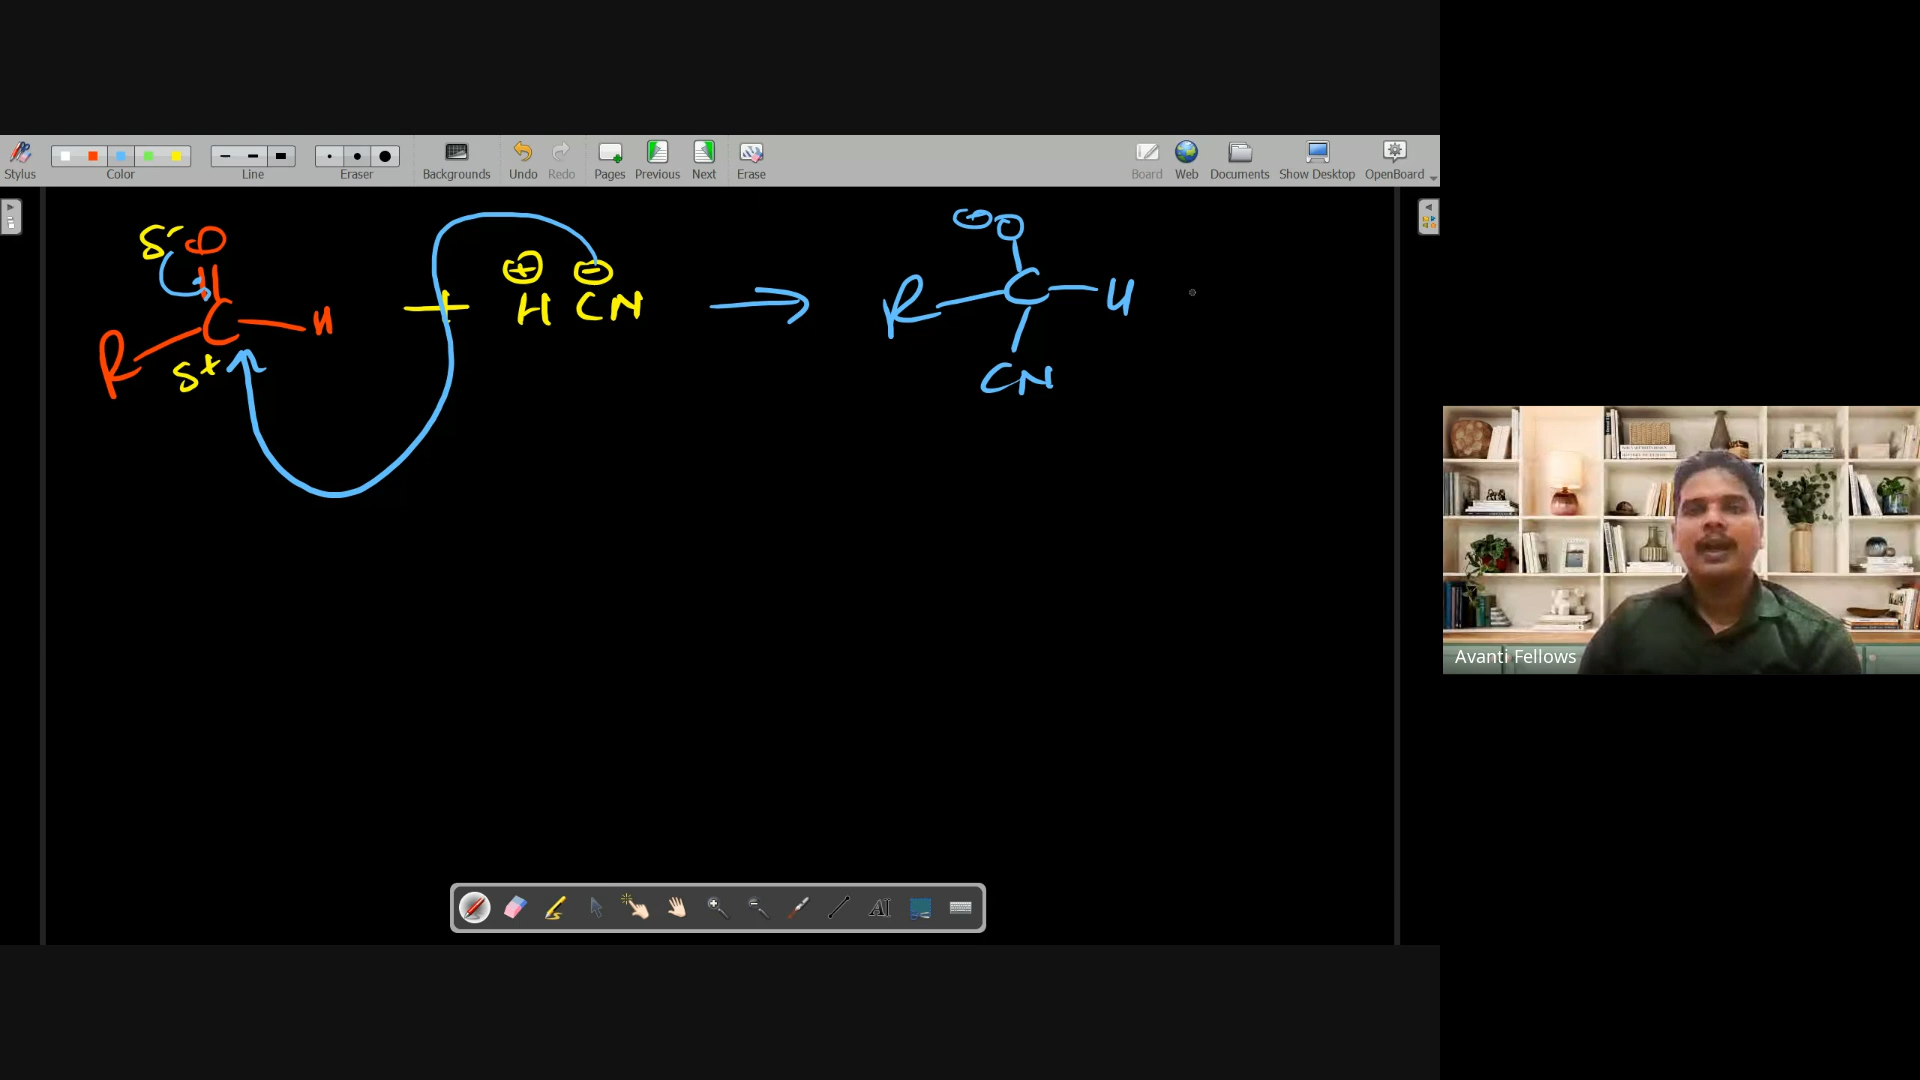 Stylus Color Line Eraser Backgrounds Undo Redo Pages Previous Next Erase Board Web Documents Show Desktop OpenBoard
δ- O
|| 
R C H
δ+
+ ⊕ ⊖
H CN
→
⊖ O
R C H
CN
AI
Avanti Fellows